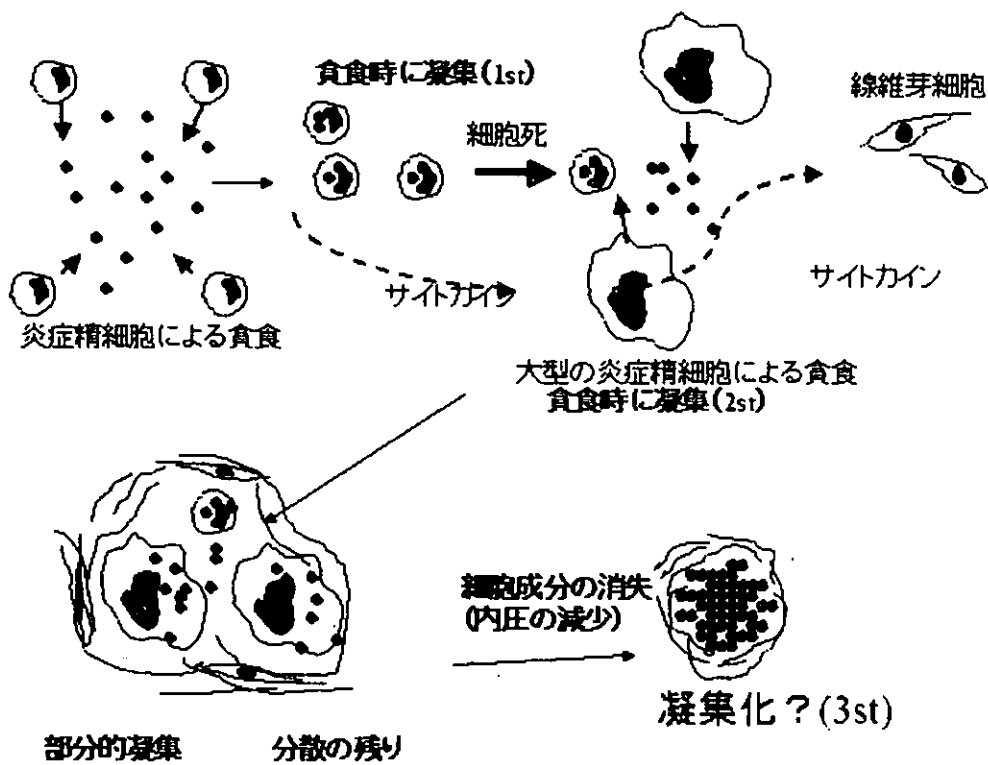 貪食時に凝集(1st)
線維芽細胞
細胞死
サイトカイン
サイトカイン
炎症精細胞による貪食
大型の炎症精細胞による貪食
貪食時に凝集(2st)
細胞成分の消失
(内圧の減少)
凝集化？(3st)
部分的凝集
分散の残り